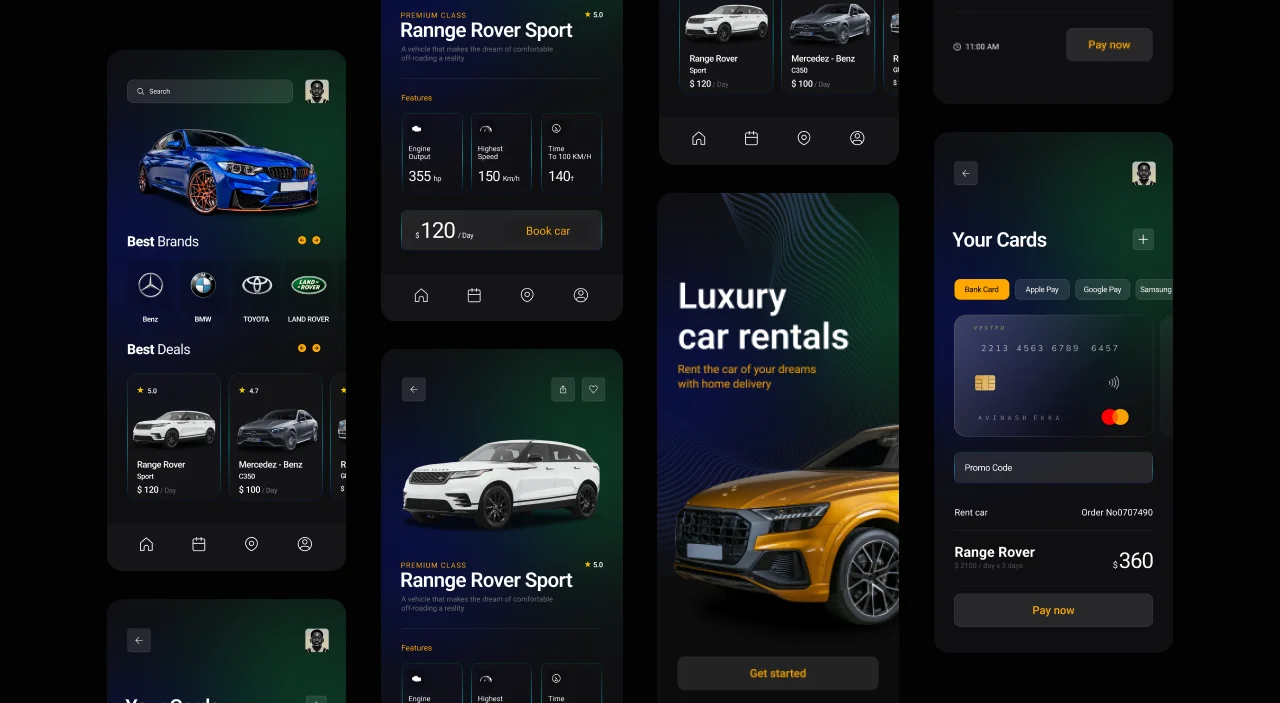 Search
Best Brands
Benz
BMW
TOYOTA
LAND ROVER
Best Deals
5.0
4.7
Range Rover
Sport
$ 120 / Day
Mercedez - Benz
C350
$ 100 / Day
R
$
PREMIUM CLASS
5.0
Rannge Rover Sport
A vehicle that makes the dream of comfortable
off-roading a reality
Features
Engine
Output
355 hp
Highest
Speed
150 Km/h
Time
To 100 KM/H
140
$ 120 / Day
Book car
PREMIUM CLASS
5.0
Rannge Rover Sport
A vehicle that makes the dream of comfortable
off-roading a reality
Features
Engine
Highest
Time
Range Rover
Sport
$ 120 / Day
Mercedez - Benz
C350
$ 100 / Day
Luxury
car rentals
Rent the car of your dreams
with home delivery
Get started
11:00 AM
Pay now
Your Cards
Bank Card
Apple Pay
Google Pay
Samsung
VESTED
2213 4563 6789 6457
AVINASH EKKA
Promo Code
Rent car
Order No0707490
Range Rover
$ 2100 / day x 3 days
$ 360
Pay now